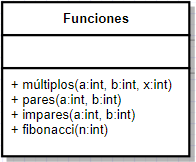 Funciones
+ múltiplos(a:int, b:int, x:int)
+ pares(a:int, b:int)
+ impares(a:int, b:int)
+ fibonacci(n:int)